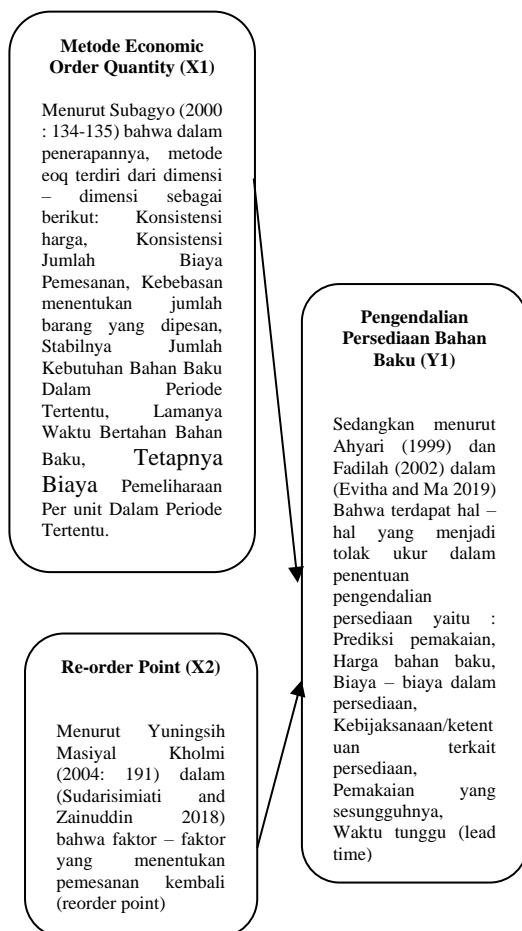 Metode Economic
Order Quantity (X1)
Menurut Subagyo (2000
: 134-135) bahwa dalam
penerapannya, metode
eoq terdiri dari dimensi
– dimensi sebagai
berikut: Konsistensi
harga, Konsistensi
Jumlah Biaya
Pemesanan, Kebebasan
menentukan jumlah
barang yang dipesan,
Stabilnya Jumlah
Kebutuhan Bahan Baku
Dalam Periode
Tertentu, Lamanya
Waktu Bertahan Bahan
Baku, Tetapnya
Biaya Pemeliharaan
Per unit Dalam Periode
Tertentu.
Re-order Point (X2)
Menurut Yuningsih
Masiyal Kholmi
(2004: 191) dalam
(Sudarisimiati and
Zainuddin 2018)
bahwa faktor – faktor
yang menentukan
pemesanan kembali
(reorder point)
Pengendalian
Persediaan Bahan
Baku (Y1)
Sedangkan menurut
Ahyari (1999) dan
Fadilah (2002) dalam
(Evitha and Ma 2019)
Bahwa terdapat hal –
hal yang menjadi
tolak ukur dalam
penentuan
pengendalian
persediaan yaitu :
Prediksi pemakaian,
Harga bahan baku,
Biaya – biaya dalam
persediaan,
Kebijaksanaan/ketent
uan terkait
persediaan,
Pemakaian yang
sesungguhnya,
Waktu tunggu (lead
time)